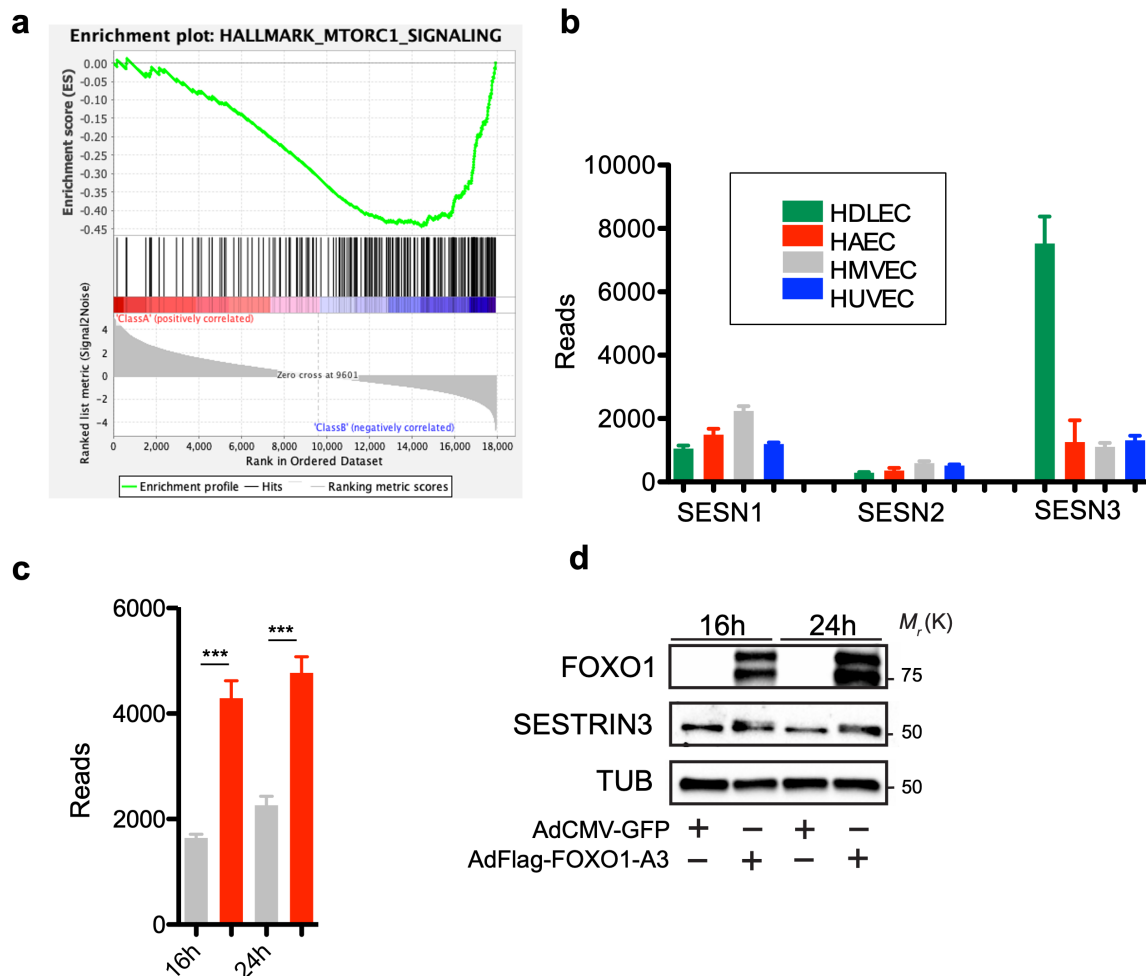 a
Enrichment plot: HALLMARK_MTORC1_SIGNALING
Enrichment score (ES)
0.00
-0.05
-0.10
-0.15
-0.20
-0.25
-0.30
-0.35
-0.40
-0.45
Ranked list metric (Signal2Noise)
'ClassA' (positively correlated)
4
2
0
-2
-4
Zero cross at 9601
'ClassB' (negatively correlated)
0 2,000 4,000 6,000 8,000 10,000 12,000 14,000 16,000 18,000
Rank in Ordered Dataset
Enrichment profile Hits Ranking metric scores
b
Reads
10000
8000
6000
4000
2000
0
HDLEC
HAEC
HMVEC
HUVEC
SESN1 SESN2 SESN3
c
Reads
6000
4000
2000
0
*** ***
16h 24h
d
16h 24h Mr (K)
FOXO1 - 75
SESTRIN3 - 50
TUB - 50
AdCMV-GFP + − + −
AdFlag-FOXO1-A3 − + − +